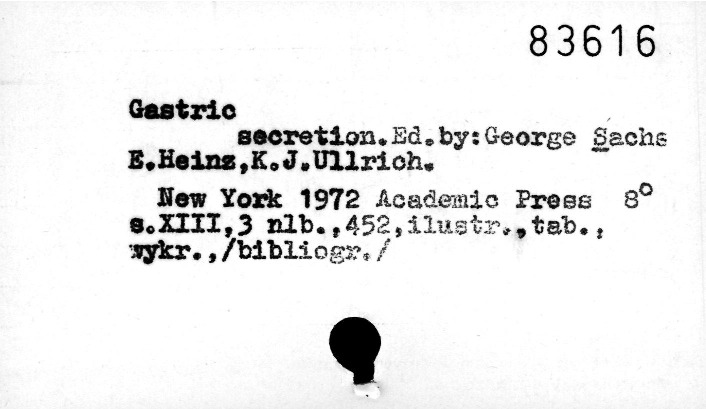 83616
Gastric
secretion.Ed.by:George Sachs
E.Heinz,K.J.Ullrich.
New York 1972 Academic Press 8°
s.XIII,3 nlb.,452,ilustr.,tab.,
wykr.,/bibliogr./